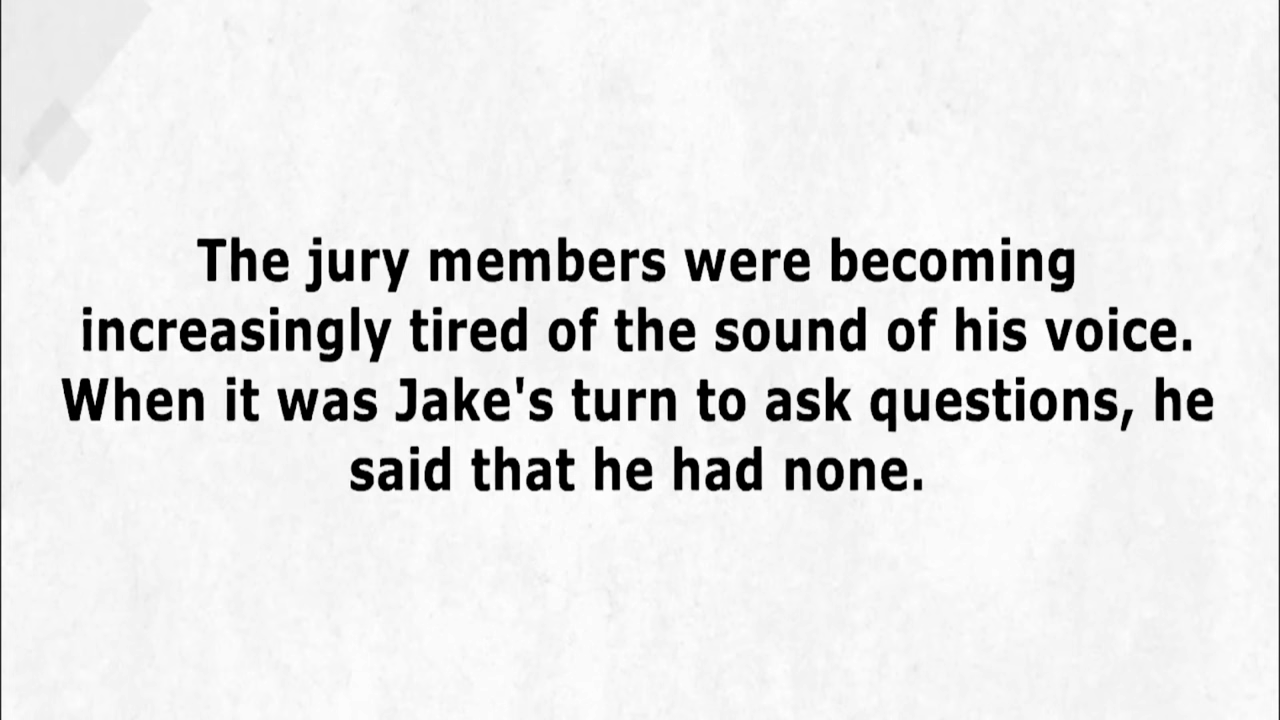 The jury members were becoming
increasingly tired of the sound of his voice.
When it was Jake's turn to ask questions, he
said that he had none.